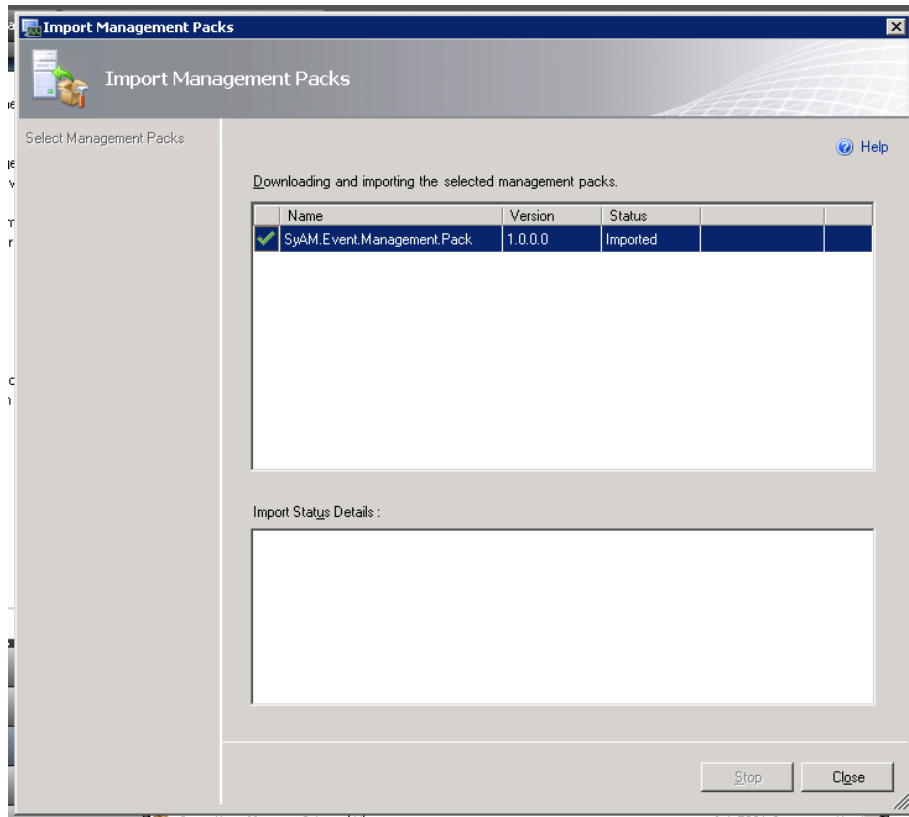 Import Management Packs
Import Management Packs
Select Management Packs
Help
Downloading and importing the selected management packs.
Name Version Status
SyAM.Event.Management.Pack 1.0.0.0 Imported
Import Status Details :
Stop Close